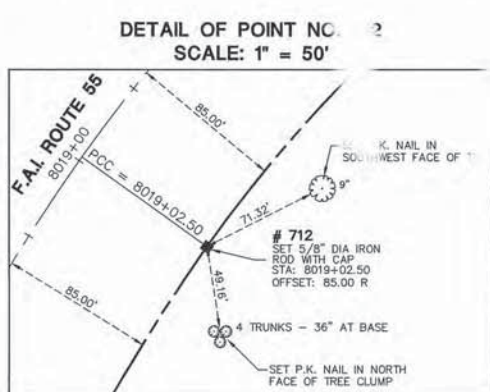 DETAIL OF POINT NO.
SCALE: 1" = 50'
F.A.I. ROUTE 55
8019+00
85.00'
PCC = 8019+02.50
K. NAIL IN
SOUTHWEST FACE OF
9"
71.32'
# 712
SET 5/8" DIA IRON
ROD WITH CAP
STA: 8019+02.50
OFFSET: 85.00 R
85.00'
49.16'
4 TRUNKS - 36" AT BASE
SET P.K. NAIL IN NORTH
FACE OF TREE CLUMP